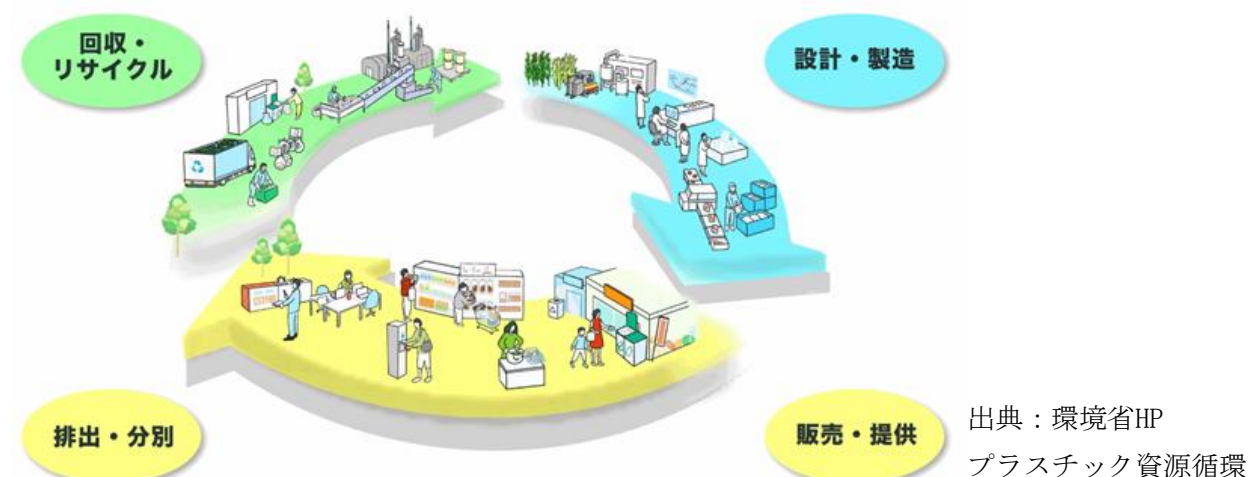 回収・
リサイクル
設計・製造
排出・分別
販売・提供
出典：環境省HP
プラスチック資源循環